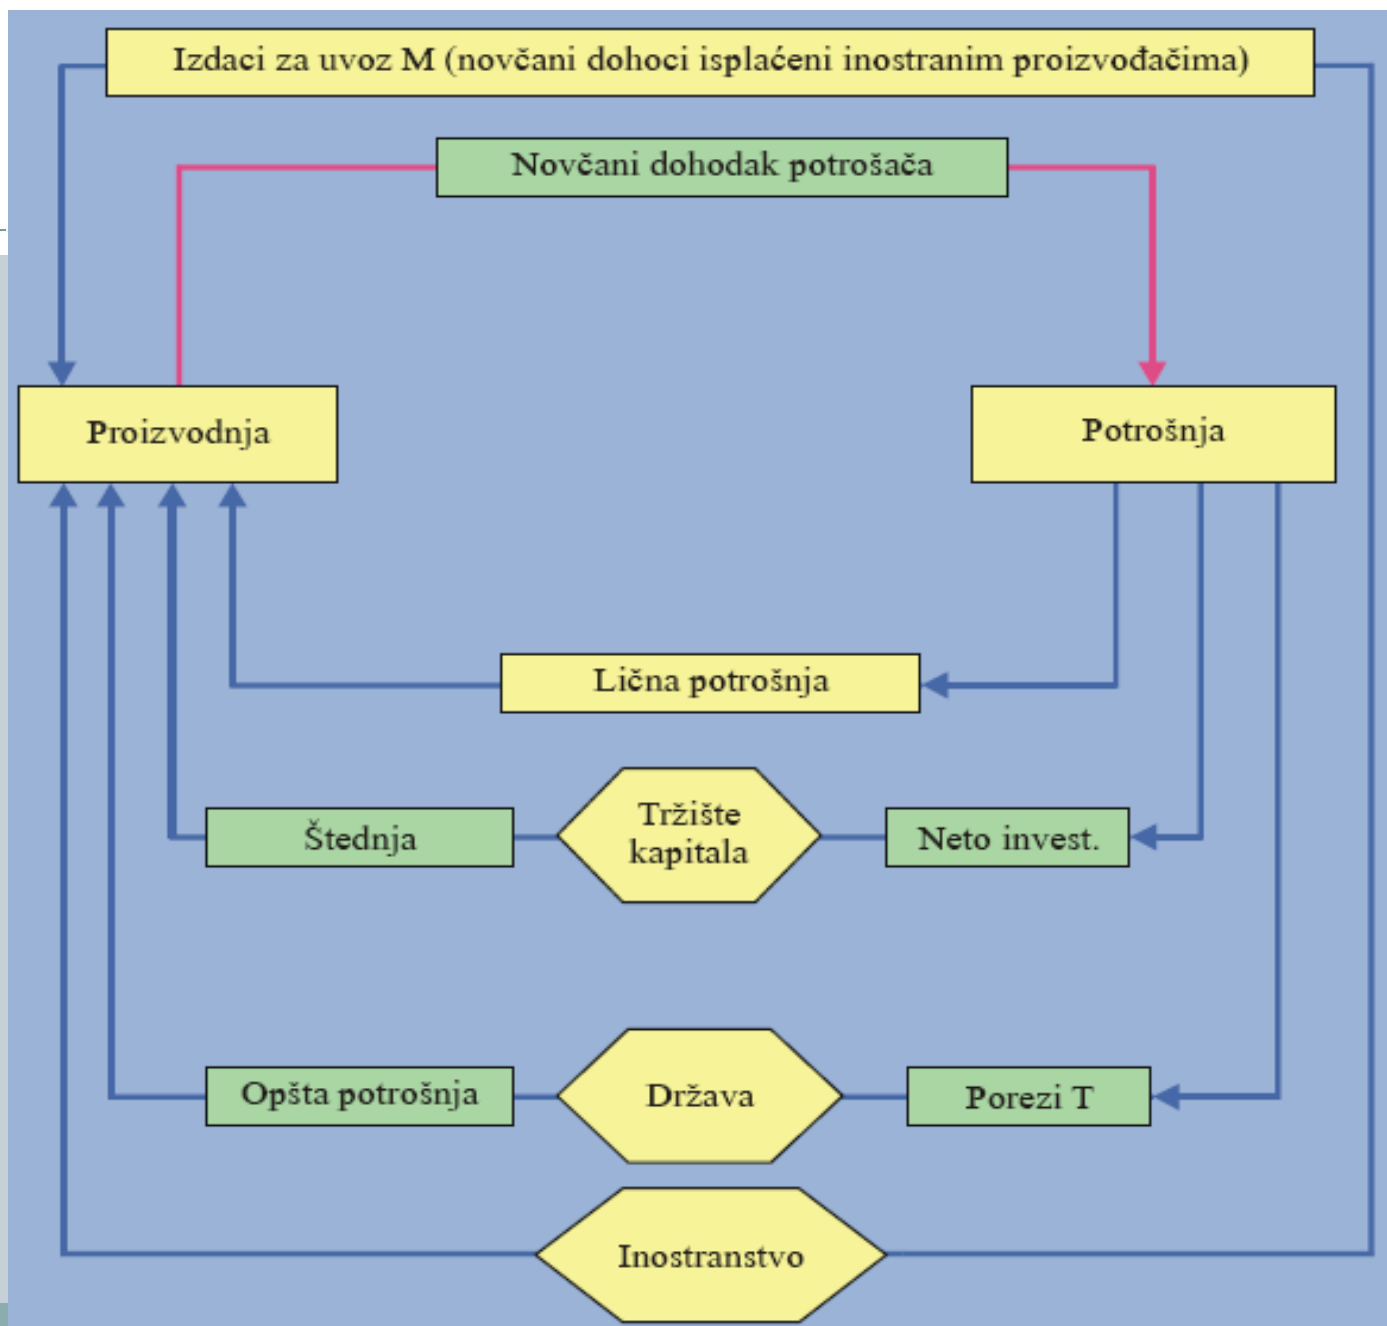 Izdaci za uvoz M (novčani dohoci isplaćeni inostranim proizvođačima)
Novčani dohodak potrošača
Proizvodnja
Potrošnja
Lična potrošnja
Štednja
Tržište
kapitala
Neto invest.
Opšta potrošnja
Država
Porezi T
Inostranstvo